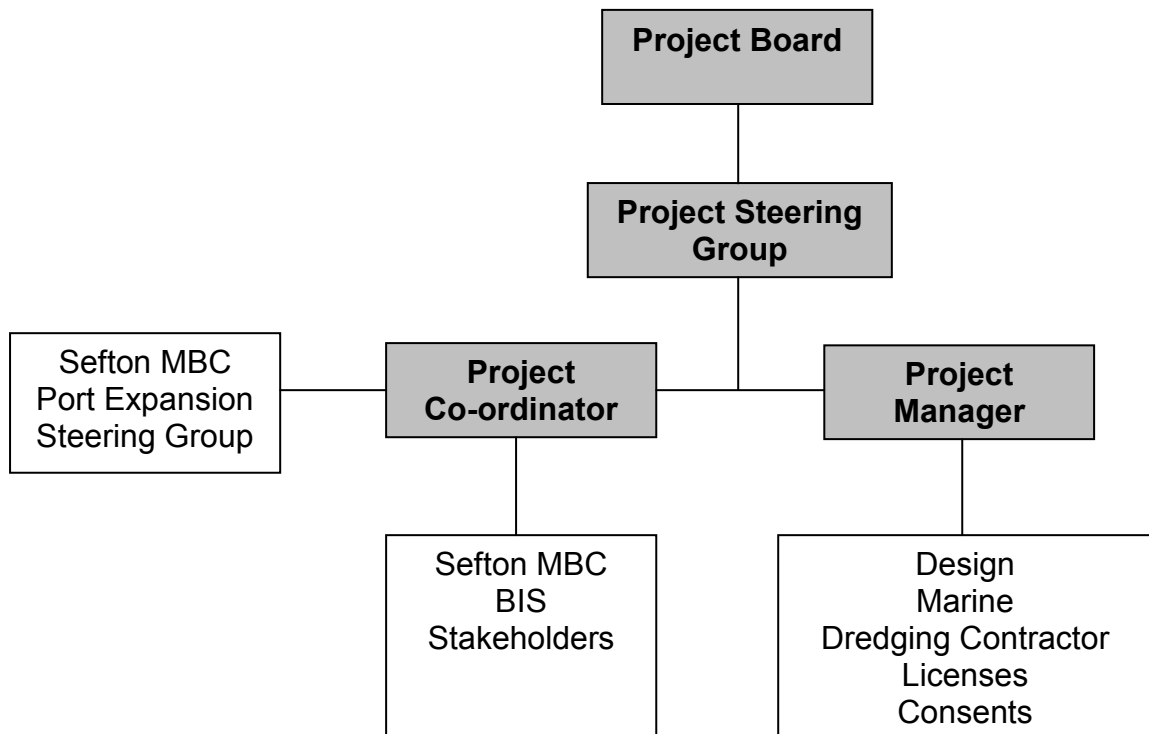 Project Board
Project Steering
Group
Sefton MBC
Port Expansion
Steering Group
Project
Co-ordinator
Project
Manager
Sefton MBC
BIS
Stakeholders
Design
Marine
Dredging Contractor
Licenses
Consents